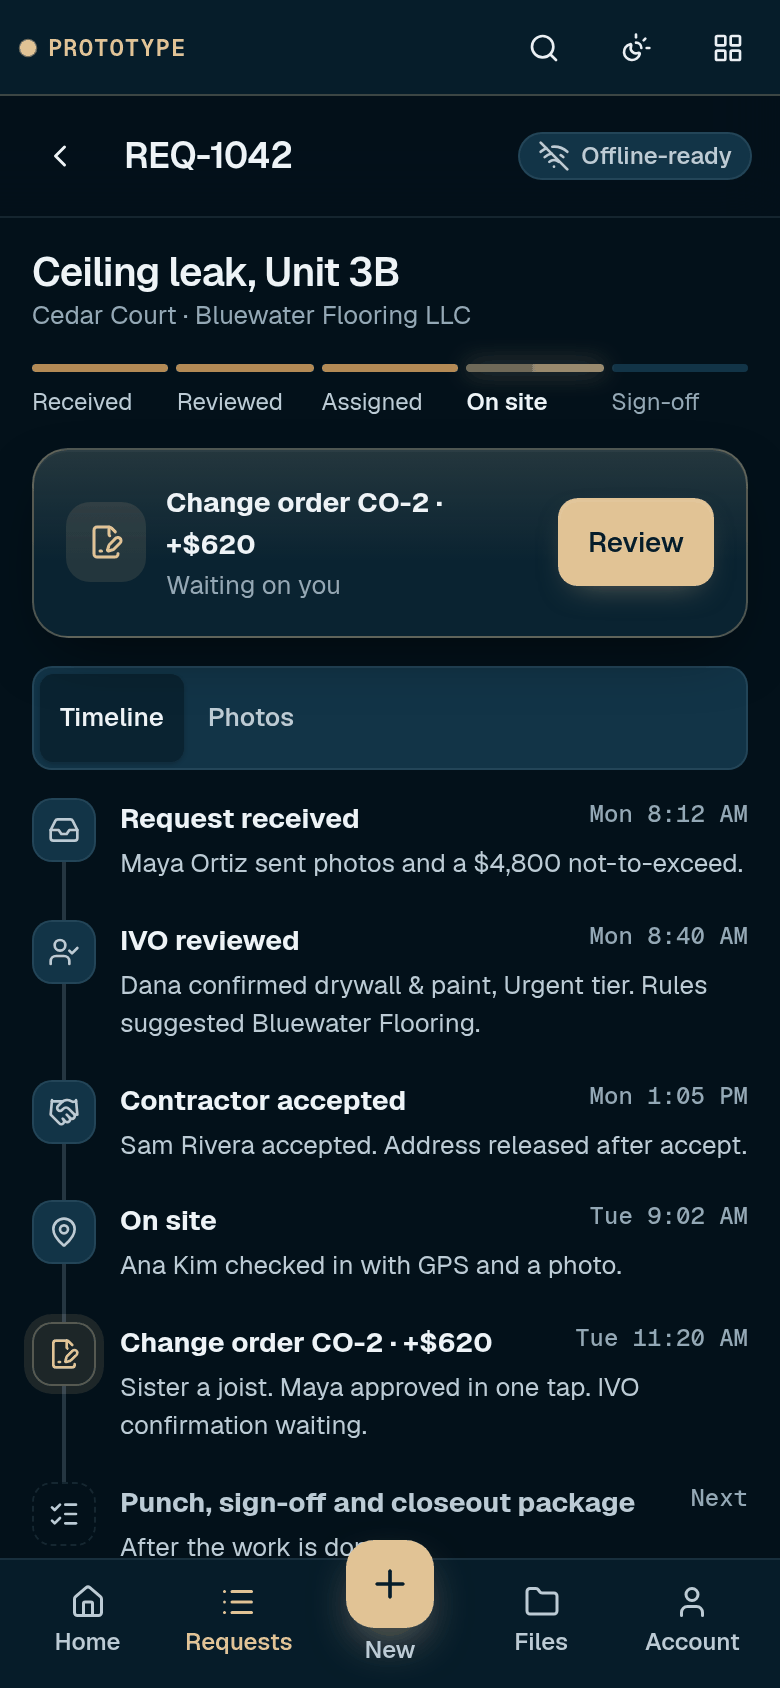 PROTOTYPE
REQ-1042
Offline-ready
Ceiling leak, Unit 3B
Cedar Court · Bluewater Flooring LLC
Received Reviewed Assigned On site Sign-off
Change order CO-2 ·
+$620
Waiting on you
Review
Timeline Photos
Request received Mon 8:12 AM
Maya Ortiz sent photos and a $4,800 not-to-exceed.
IVO reviewed Mon 8:40 AM
Dana confirmed drywall & paint, Urgent tier. Rules
suggested Bluewater Flooring.
Contractor accepted Mon 1:05 PM
Sam Rivera accepted. Address released after accept.
On site Tue 9:02 AM
Ana Kim checked in with GPS and a photo.
Change order CO-2 · +$620 Tue 11:20 AM
Sister a joist. Maya approved in one tap. IVO
confirmation waiting.
Punch, sign-off and closeout package Next
After the work is
Home Requests New Files Account